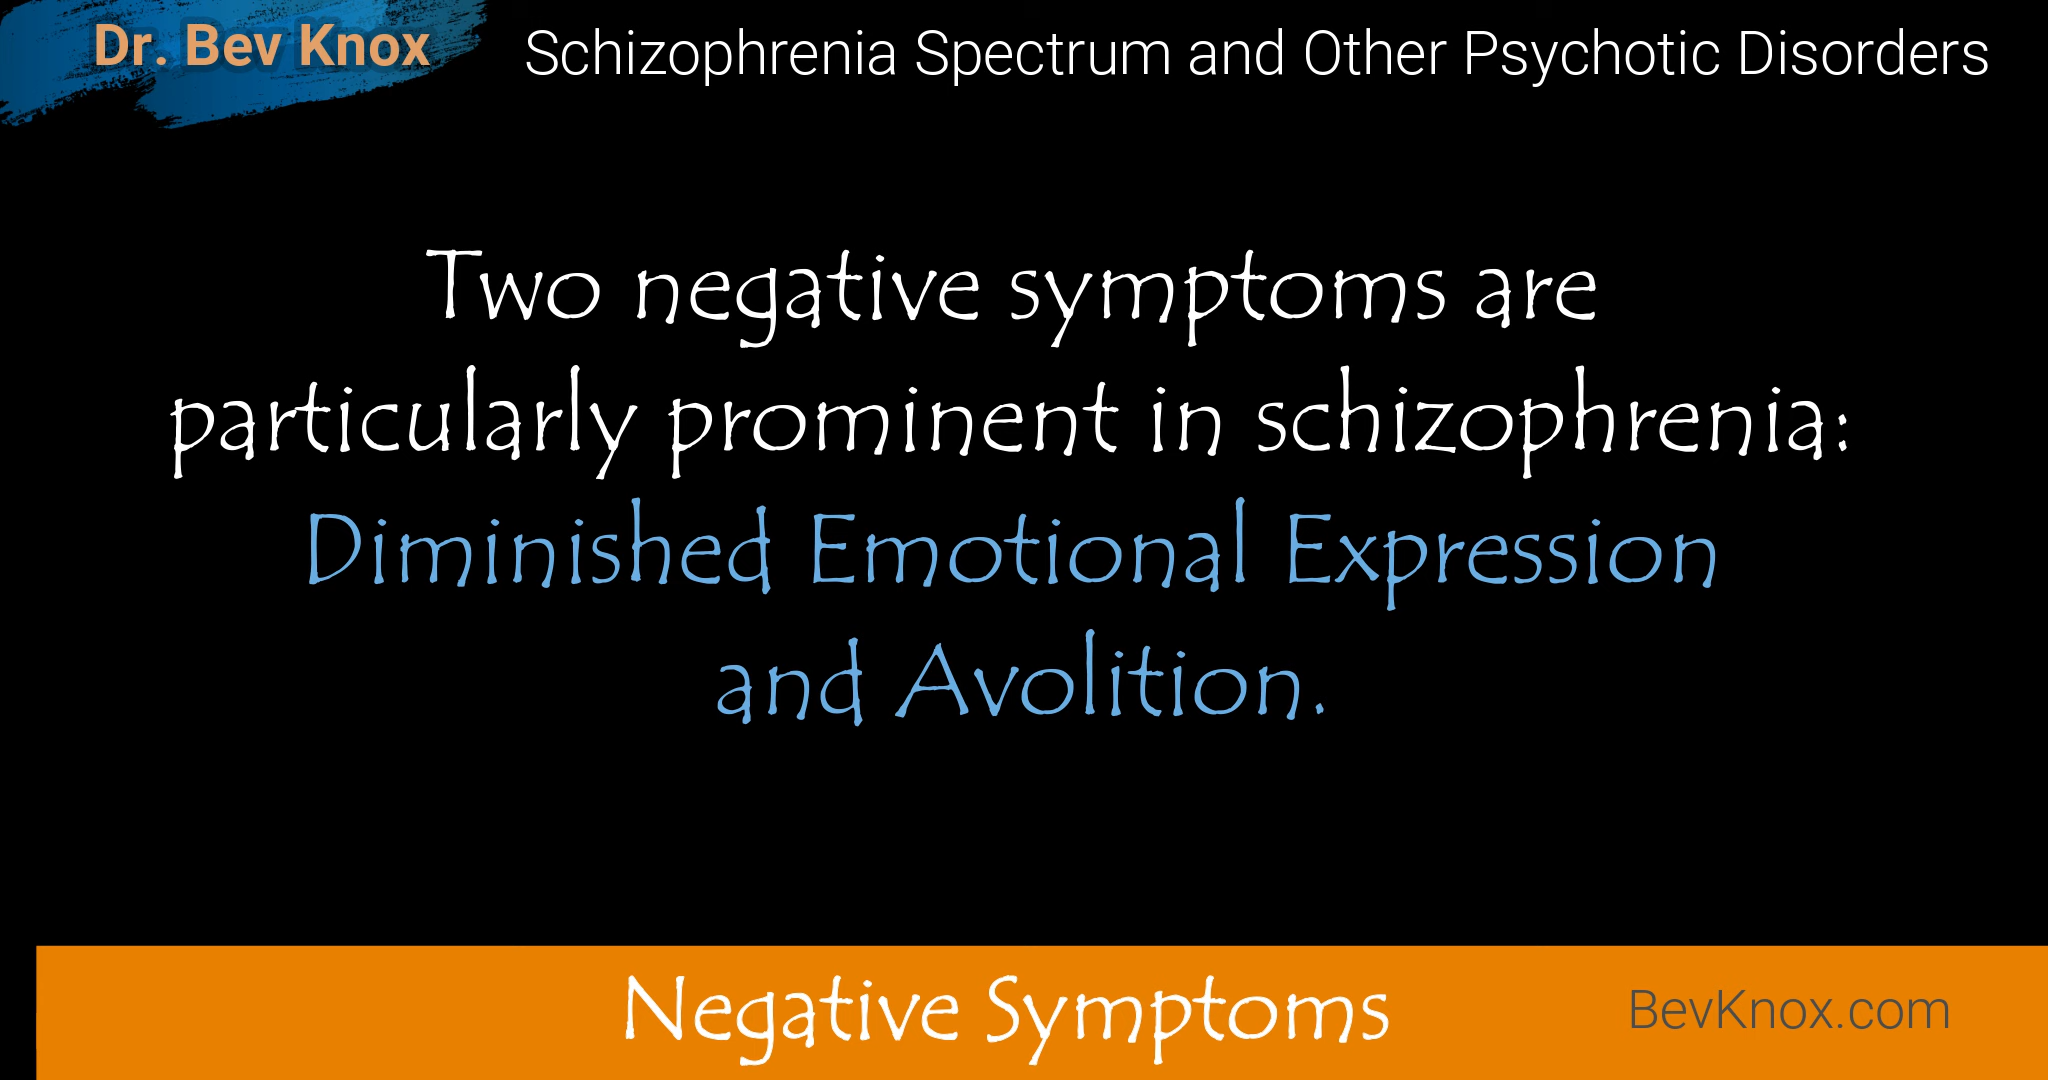 Dr. Bev Knox
Schizophrenia Spectrum and Other Psychotic Disorders
Two negative symptoms are
particularly prominent in schizophrenia:
Diminished Emotional Expression
and Avolition.
Negative Symptoms
BevKnox.com